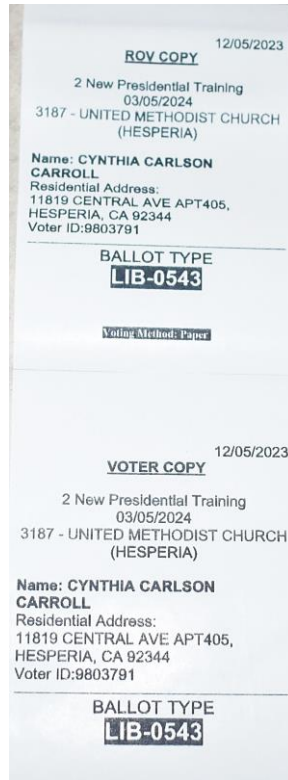 12/05/2023
ROV COPY
2 New Presidential Training
03/05/2024
3187 - UNITED METHODIST CHURCH
(HESPERIA)
Name: CYNTHIA CARLSON
CARROLL
Residential Address:
11819 CENTRAL AVE APT405,
HESPERIA, CA 92344
Voter ID:9803791
BALLOT TYPE
LIB-0543
Voting Method: Paper
12/05/2023
VOTER COPY
2 New Presidential Training
03/05/2024
3187 - UNITED METHODIST CHURCH
(HESPERIA)
Name: CYNTHIA CARLSON
CARROLL
Residential Address:
11819 CENTRAL AVE APT405,
HESPERIA, CA 92344
Voter ID:9803791
BALLOT TYPE
LIB-0543